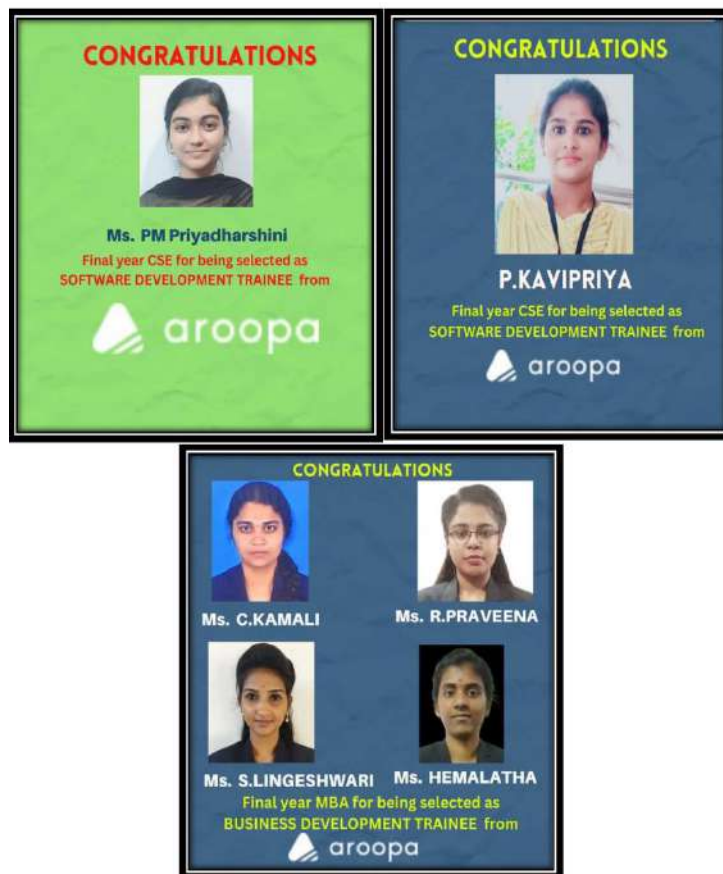 CONGRATULATIONS
Ms. PM Priyadharshini
Final year CSE for being selected as
SOFTWARE DEVELOPMENT TRAINEE from
aroopa
CONGRATULATIONS
P.KAVIPRIYA
Final year CSE for being selected as
SOFTWARE DEVELOPMENT TRAINEE from
aroopa
CONGRATULATIONS
Ms. C.KAMALI
Ms. R.PRAVEENA
Ms. S.LINGESHWARI
Ms. HEMALATHA
Final year MBA for being selected as
BUSINESS DEVELOPMENT TRAINEE from
aroopa